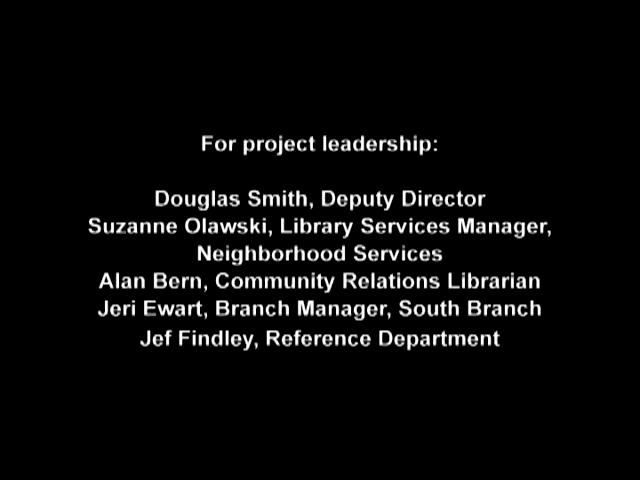 For project leadership:
Douglas Smith, Deputy Director
Suzanne Olawski, Library Services Manager,
Neighborhood Services
Alan Bern, Community Relations Librarian
Jeri Ewart, Branch Manager, South Branch
Jef Findley, Reference Department